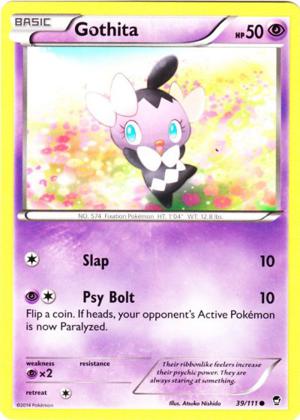 BASIC
Gothita
HP 50
NO. 574 Fixation Pokémon HT. 1'04" WT. 12.8 lbs.
Slap 10
Psy Bolt 10
Flip a coin. If heads, your opponent's Active Pokémon
is now Paralyzed.
weakness resistance
×2
retreat
Their ribbonlike feelers increase
their psychic power. They are
always staring at something.
©2014 Pokémon
Illus. Atsuko Nishida
39/111